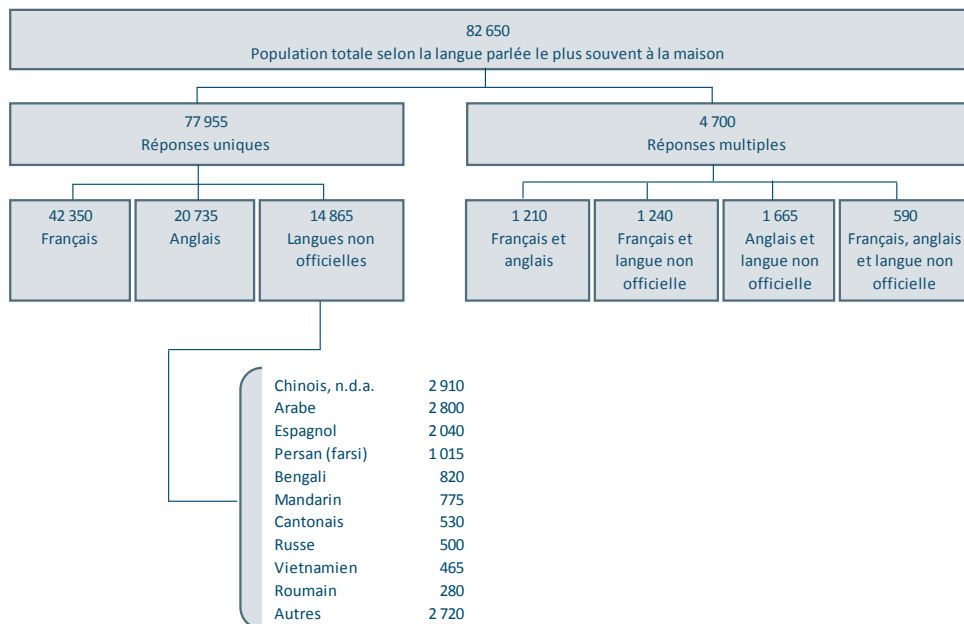 82 650
Population totale selon la langue parlée le plus souvent à la maison
77 955
Réponses uniques
4 700
Réponses multiples
42 350
Français
20 735
Anglais
14 865
Langues non
officielles
1 210
Français et
anglais
1 240
Français et
langue non
officielle
1 665
Anglais et
langue non
officielle
590
Français, anglais
et langue non
officielle
Chinois, n.d.a. 2 910
Arabe 2 800
Espagnol 2 040
Persan (farsi) 1 015
Bengali 820
Mandarin 775
Cantonais 530
Russe 500
Vietnamien 465
Roumain 280
Autres 2 720